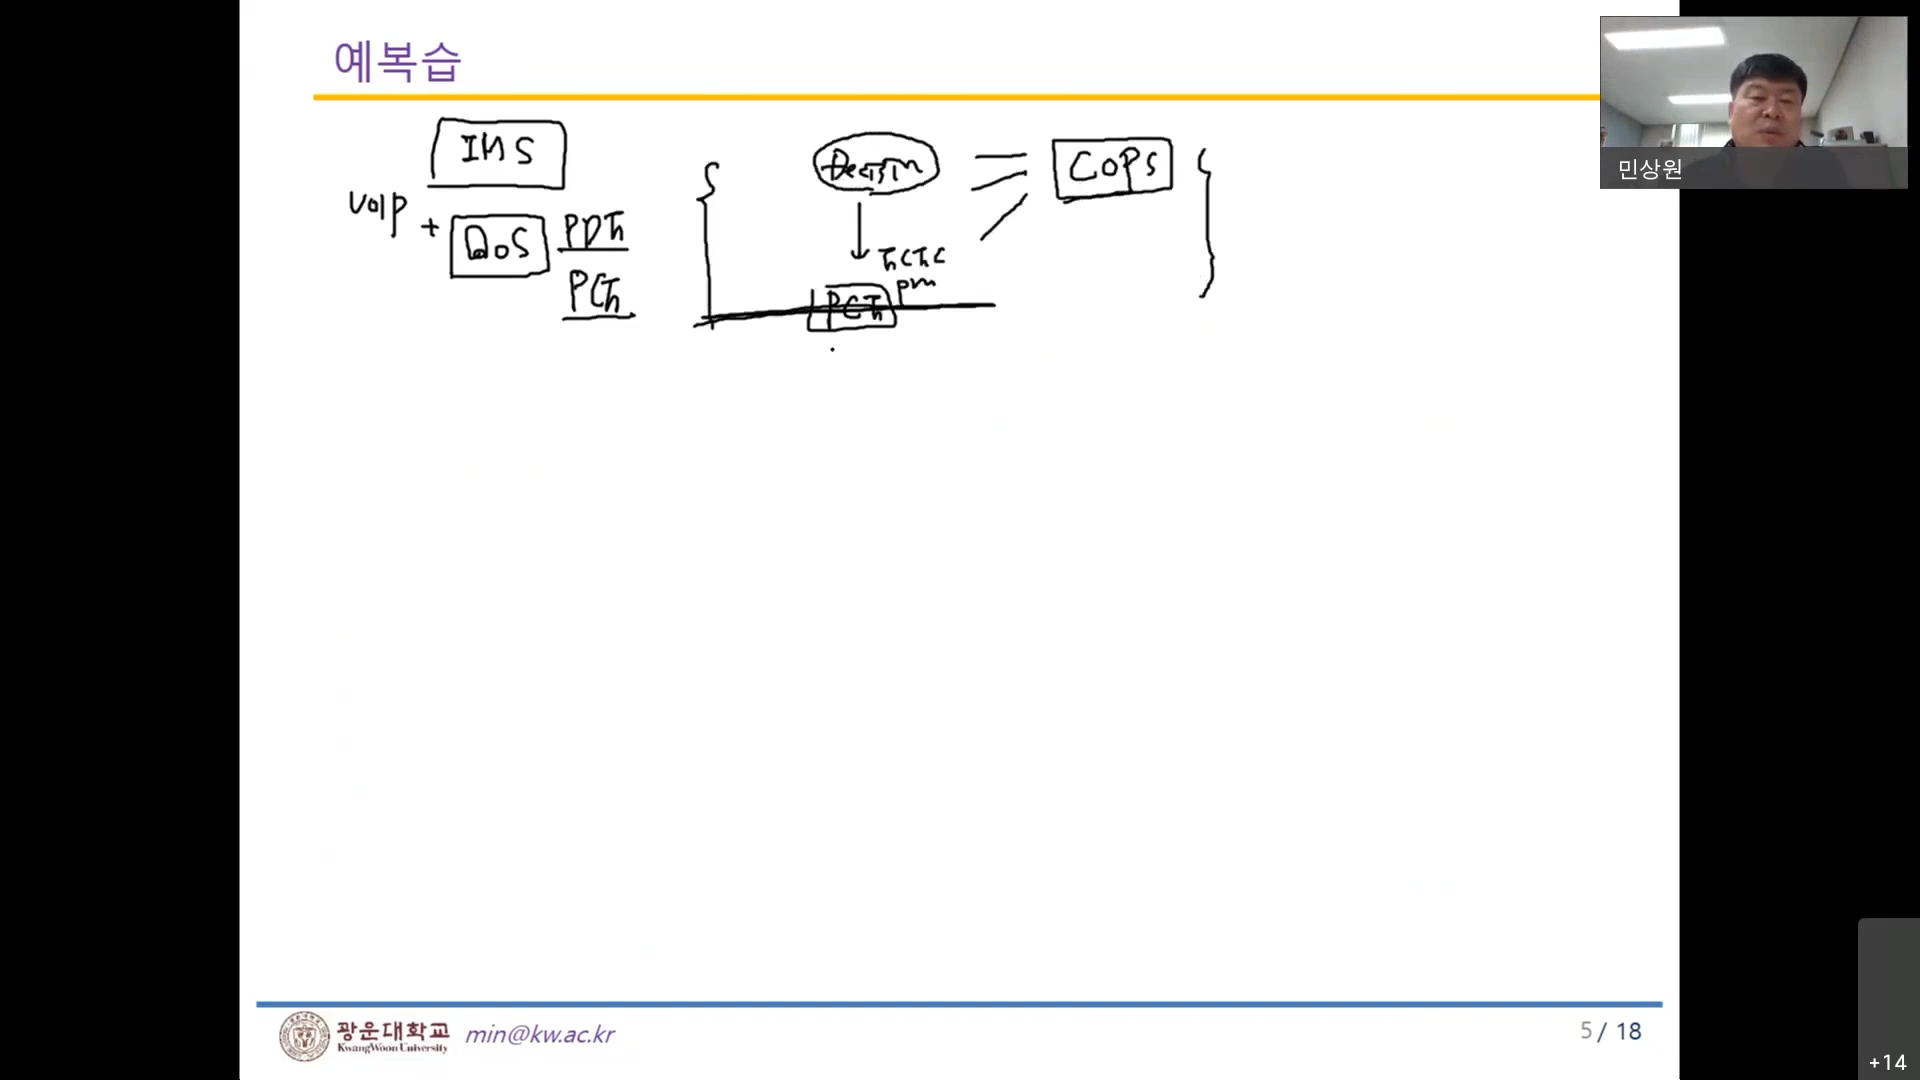 예복습
민상원
IMS
VoIP + QoS PDF
PCF
Decision
COPS
PCF
광운대학교
KwangWoon University
min@kw.ac.kr
5 / 18
+14